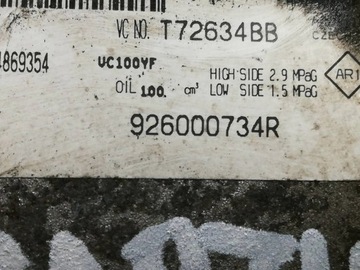 VC NO. T72634BB
4869354
VC100YF
OIL 100. cm³
HIGH SIDE 2.9 MPaG
LOW SIDE 1.5 MPaG
AR1
926000734R